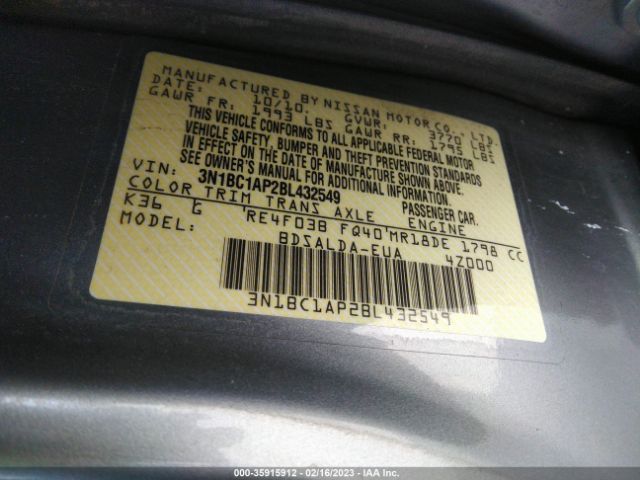 MANUFACTURED BY NISSAN MOTOR CO., LTD.
DATE: 10/10. GVWR: 3720 LBS
GAWR FR: 1993 LBS GAWR RR: 1795 LBS
THIS VEHICLE CONFORMS TO ALL APPLICABLE FEDERAL MOTOR
VEHICLE SAFETY, BUMPER AND THEFT PREVENTION STANDARDS
IN EFFECT ON THE DATE OF MANUFACTURE SHOWN ABOVE.
SEE OWNER'S MANUAL FOR ADDITIONAL INFORMATION.
VIN: 3N1BC1AP2BL432549 PASSENGER CAR.
COLOR TRIM TRANS AXLE ENGINE
K36 G RE4F03B FQ40 MR18DE 1798 CC
MODEL: BDSALDA-EUA 4Z000
3N1BC1AP2BL432549
000-35915912 - 02/16/2023 - IAA Inc.